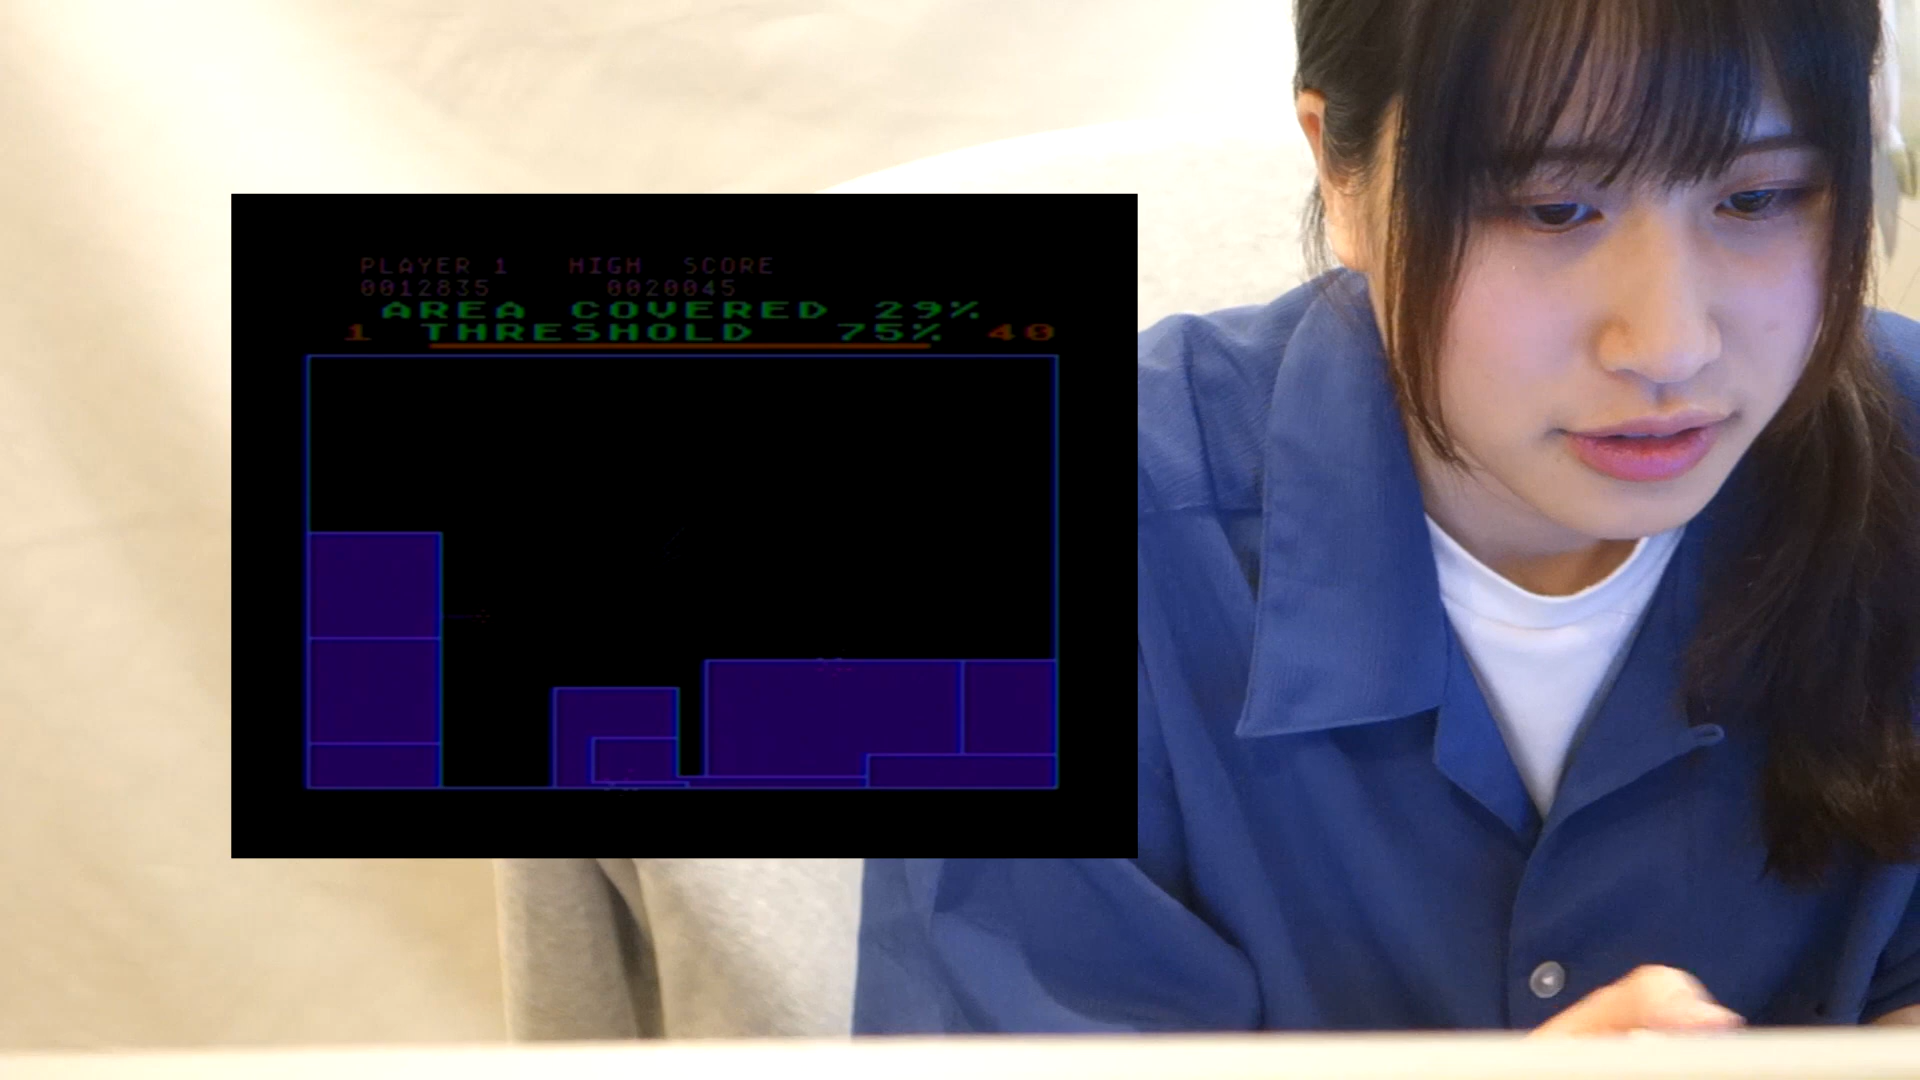 PLAYER 1 HIGH SCORE
0012835 0020045
AREA COVERED 29%
1 THRESHOLD 75% 40